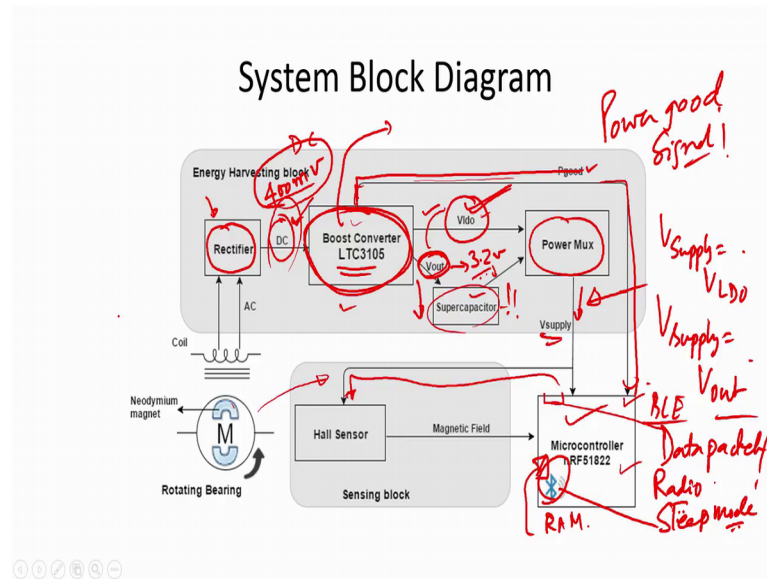 System Block Diagram
Power good
Signal!
Energy Harvesting block
DC
400mV
Pgood
Rectifier
DC
Boost Converter
LTC3105
Vldo
Vout
3.2v
Power Mux
Supercapacitor
!!
AC
Vsupply
Vsupply =
VLDO
Vsupply =
Vout
Coil
Neodymium
magnet
M
Rotating Bearing
Hall Sensor
Magnetic Field
Sensing block
Microcontroller
nRF51822
BLE
Data packets
Radio
Sleep mode
RAM.